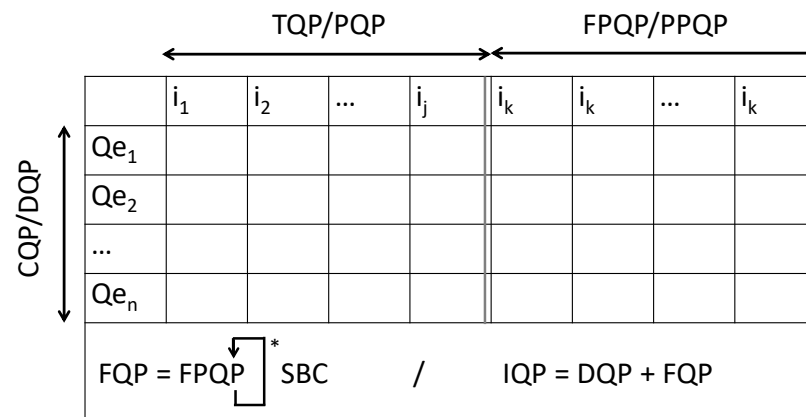 TQP/PQP FPQP/PPQP
i₁ i₂ ... iⱼ iₖ iₖ ... iₖ
CQP/DQP
Qe₁
Qe₂
...
Qeₙ
FQP = FPQP * SBC / IQP = DQP + FQP